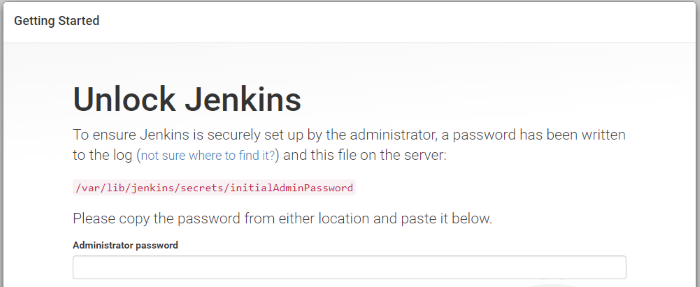 Getting Started
Unlock Jenkins
To ensure Jenkins is securely set up by the administrator, a password has been written
to the log (not sure where to find it?) and this file on the server:
/var/lib/jenkins/secrets/initialAdminPassword
Please copy the password from either location and paste it below.
Administrator password